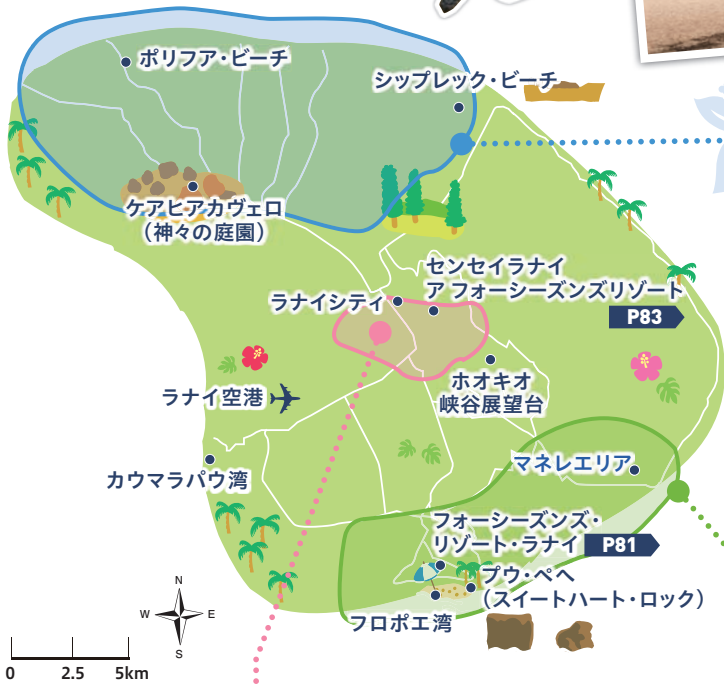 ポリフア・ビーチ
シップレック・ビーチ
ケアヒアカヴェロ
（神々の庭園）
センセイラナイ
ア フォーシーズンズリゾート
P83
ラナイシティ
ホオキオ
峡谷展望台
ラナイ空港
カウマラパウ湾
マネレエリア
フォーシーズンズ・
リゾート・ラナイ
P81
プウ・ペヘ
（スイートハート・ロック）
フロポエ湾
N
W E
S
0 2.5 5km